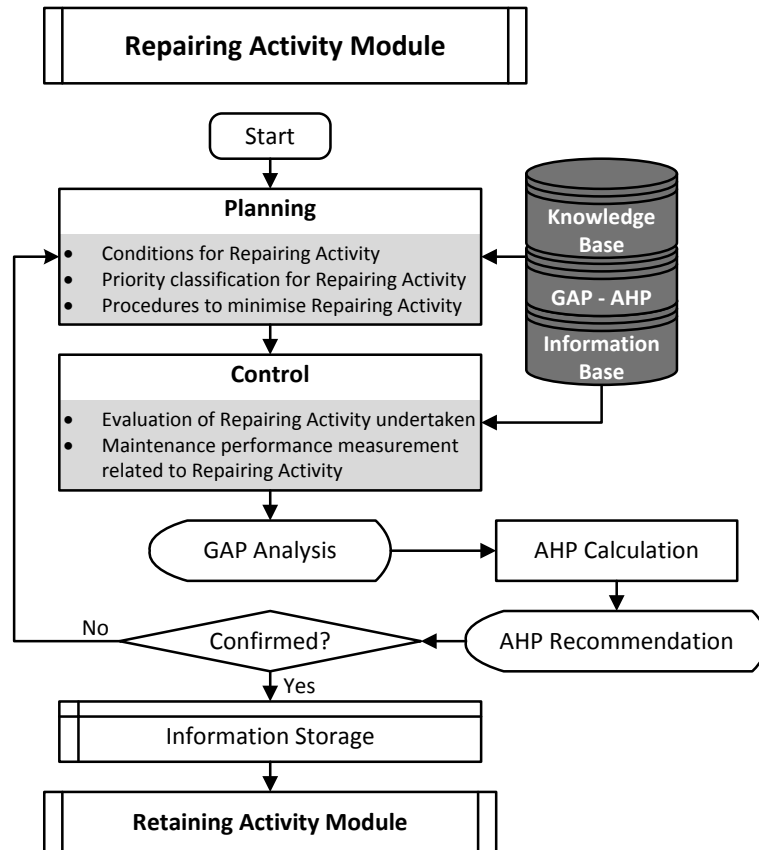 Repairing Activity Module
Start
Planning
• Conditions for Repairing Activity
• Priority classification for Repairing Activity
• Procedures to minimise Repairing Activity
Knowledge
Base
GAP - AHP
Information
Base
Control
• Evaluation of Repairing Activity undertaken
• Maintenance performance measurement
related to Repairing Activity
GAP Analysis
AHP Calculation
No
Confirmed?
AHP Recommendation
Yes
Information Storage
Retaining Activity Module